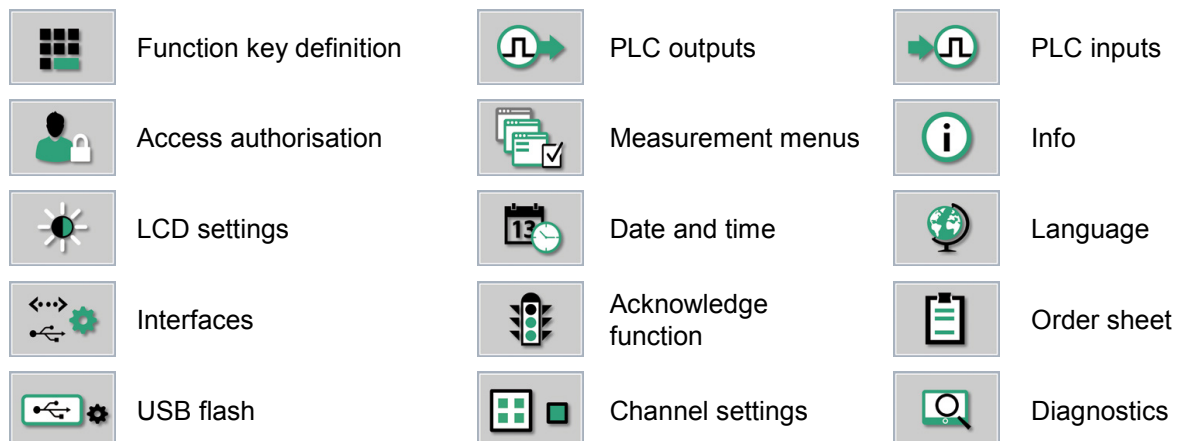 Function key definition
PLC outputs
PLC inputs
Access authorisation
Measurement menus
i
Info
LCD settings
13
Date and time
Language
Interfaces
Acknowledge
function
Order sheet
USB flash
Channel settings
Diagnostics